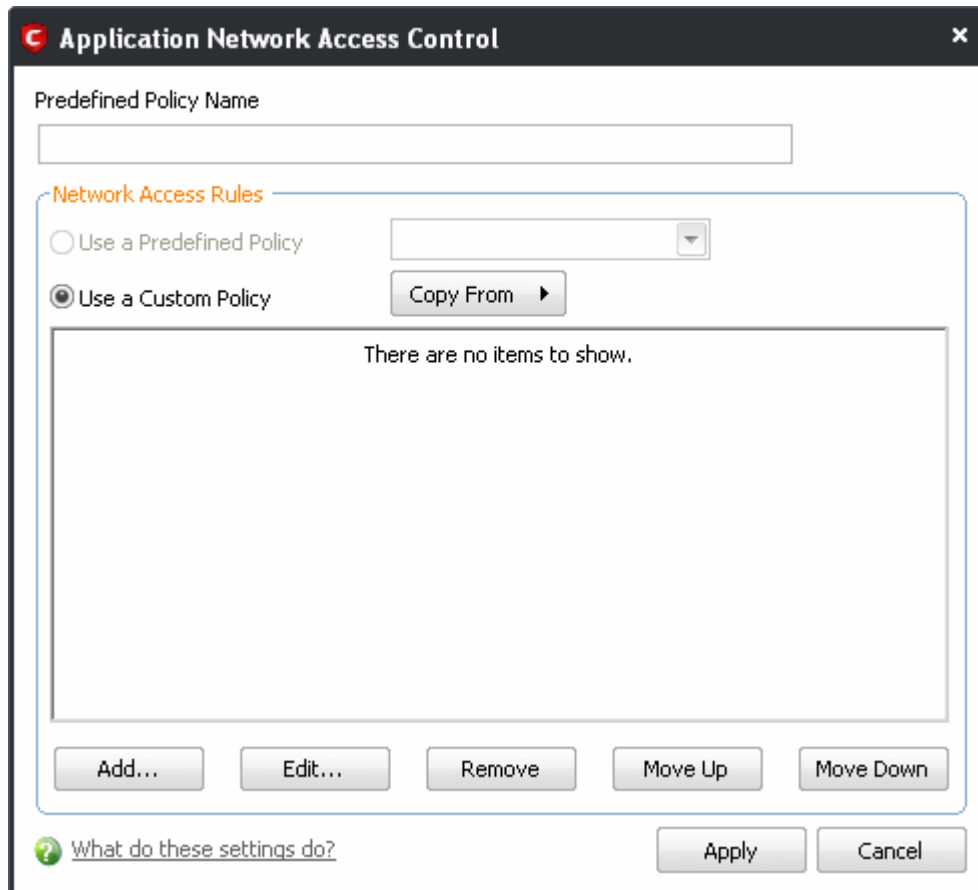 Application Network Access Control
Predefined Policy Name
Network Access Rules
Use a Predefined Policy
Use a Custom Policy
Copy From
There are no items to show.
Add...
Edit...
Remove
Move Up
Move Down
What do these settings do?
Apply
Cancel